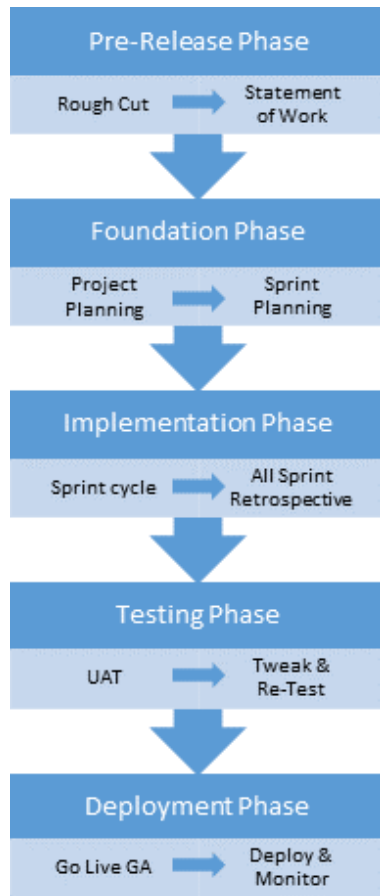 Pre-Release Phase
Rough Cut
Statement
of Work
Foundation Phase
Project
Planning
Sprint
Planning
Implementation Phase
Sprint cycle
All Sprint
Retrospective
Testing Phase
UAT
Tweak &
Re-Test
Deployment Phase
Go Live GA
Deploy &
Monitor